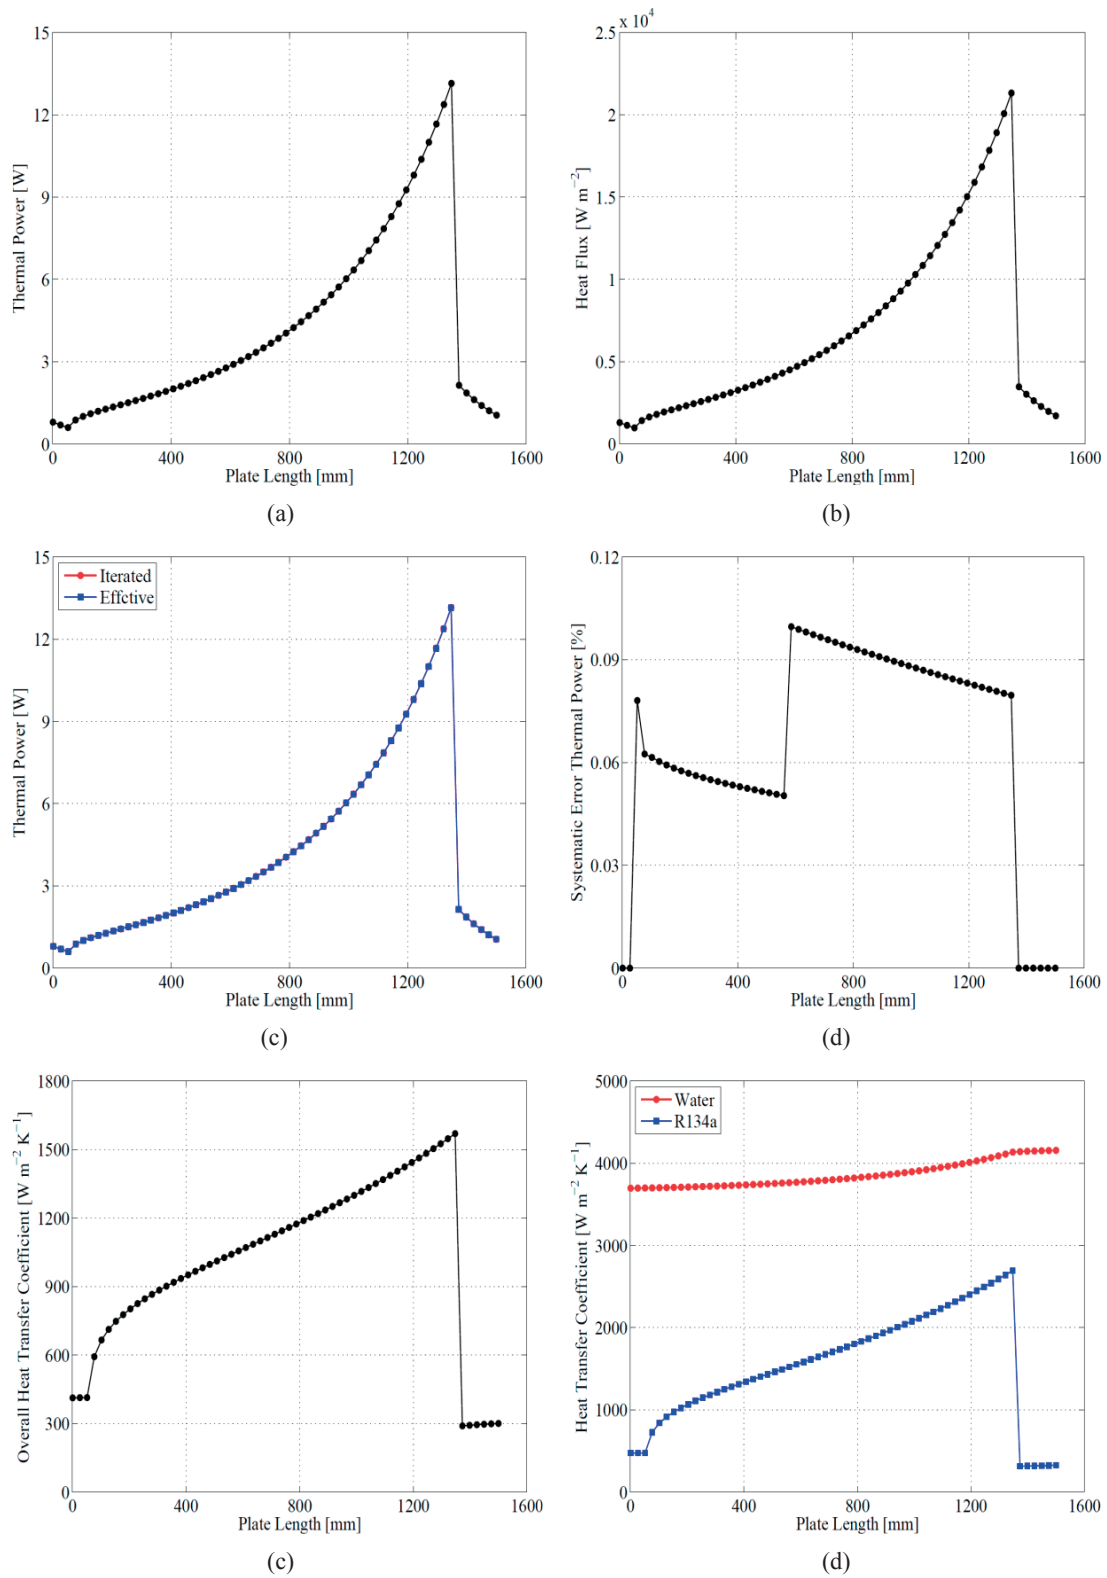 15
12
9
6
3
0
Thermal Power [W]
0 400 800 1200 1600
Plate Length [mm]
(a)
x 10⁴
2.5
2
1.5
1
0.5
0
Heat Flux [W m⁻²]
0 400 800 1200 1600
Plate Length [mm]
(b)
15
12
9
6
3
0
Thermal Power [W]
Iterated
Effctive
0 400 800 1200 1600
Plate Length [mm]
(c)
0.12
0.09
0.06
0.03
0
Systematic Error Thermal Power [%]
0 400 800 1200 1600
Plate Length [mm]
(d)
1800
1500
1200
900
600
300
0
Overall Heat Transfer Coefficient [W m⁻² K⁻¹]
0 400 800 1200 1600
Plate Length [mm]
(c)
5000
4000
3000
2000
1000
0
Heat Transfer Coefficient [W m⁻² K⁻¹]
Water
R134a
0 400 800 1200 1600
Plate Length [mm]
(d)